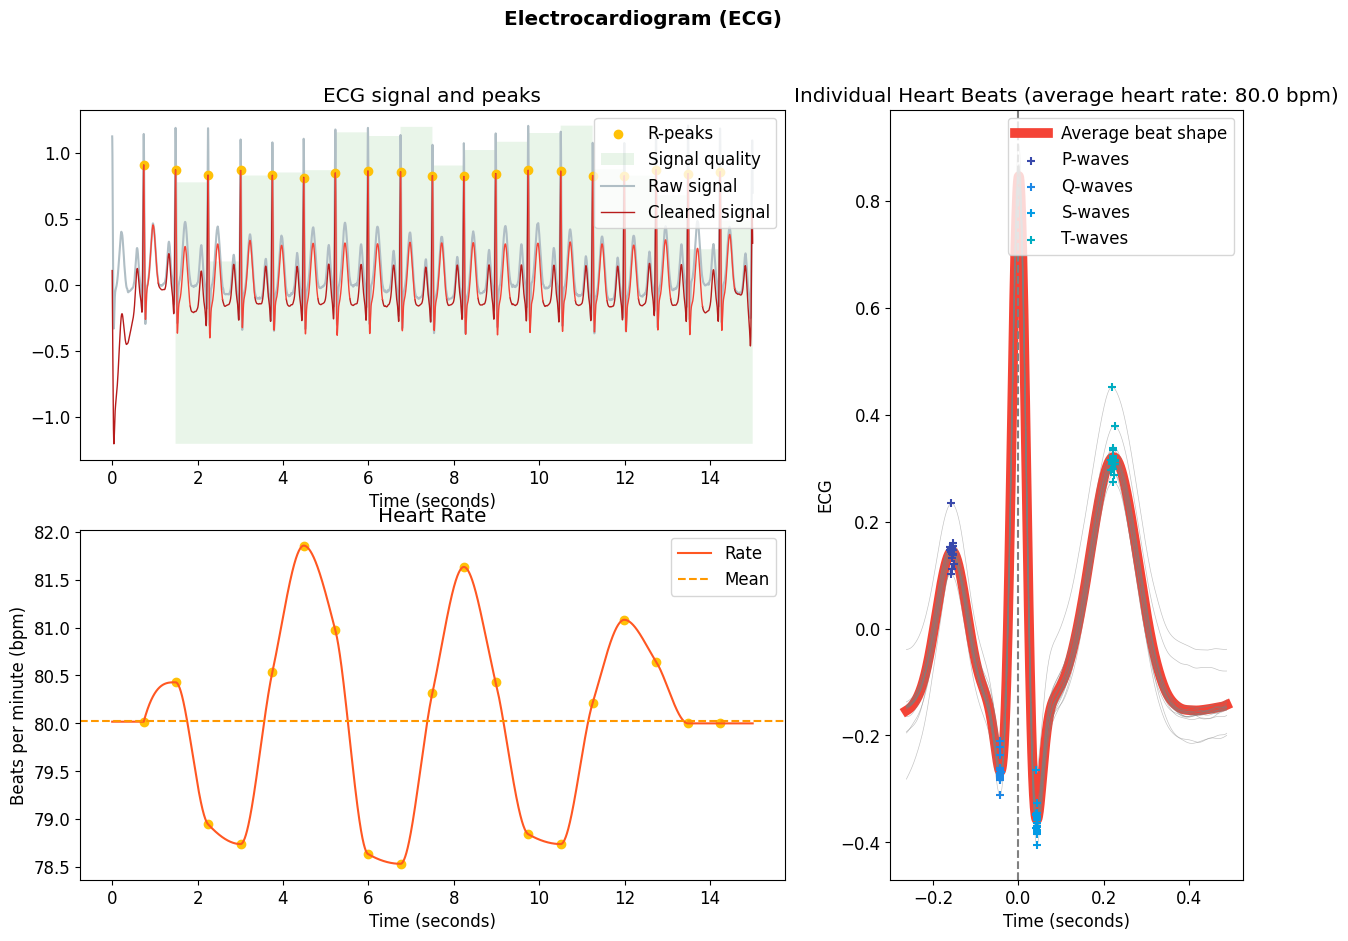 Electrocardiogram (ECG)
ECG signal and peaks
R-peaks
Signal quality
Raw signal
Cleaned signal
1.0
0.5
0.0
−0.5
−1.0
0 2 4 6 8 10 12 14
Time (seconds)
Heart Rate
Rate
Mean
Beats per minute (bpm)
82.0
81.5
81.0
80.5
80.0
79.5
79.0
78.5
0 2 4 6 8 10 12 14
Time (seconds)
Individual Heart Beats (average heart rate: 80.0 bpm)
Average beat shape
P-waves
Q-waves
S-waves
T-waves
ECG
0.8
0.6
0.4
0.2
0.0
−0.2
−0.4
−0.2 0.0 0.2 0.4
Time (seconds)